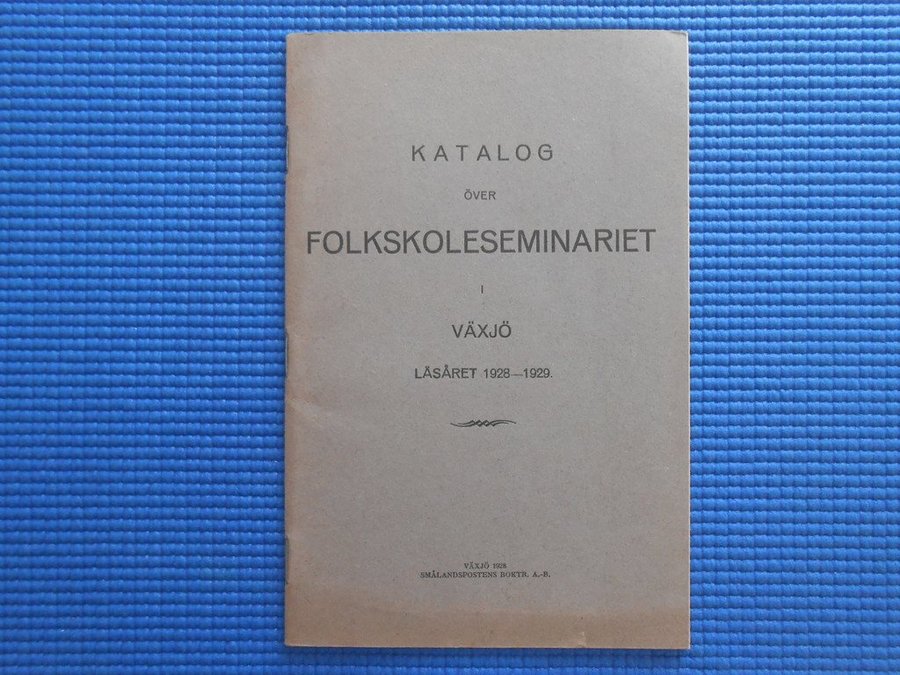 KATALOG
ÖVER
FOLKSKOLESEMINARIET
I
VÄXJÖ
LÄSÅRET 1928—1929.
VÄXJÖ 1928
SMÅLANDSPOSTENS BOKTR. A.-B.